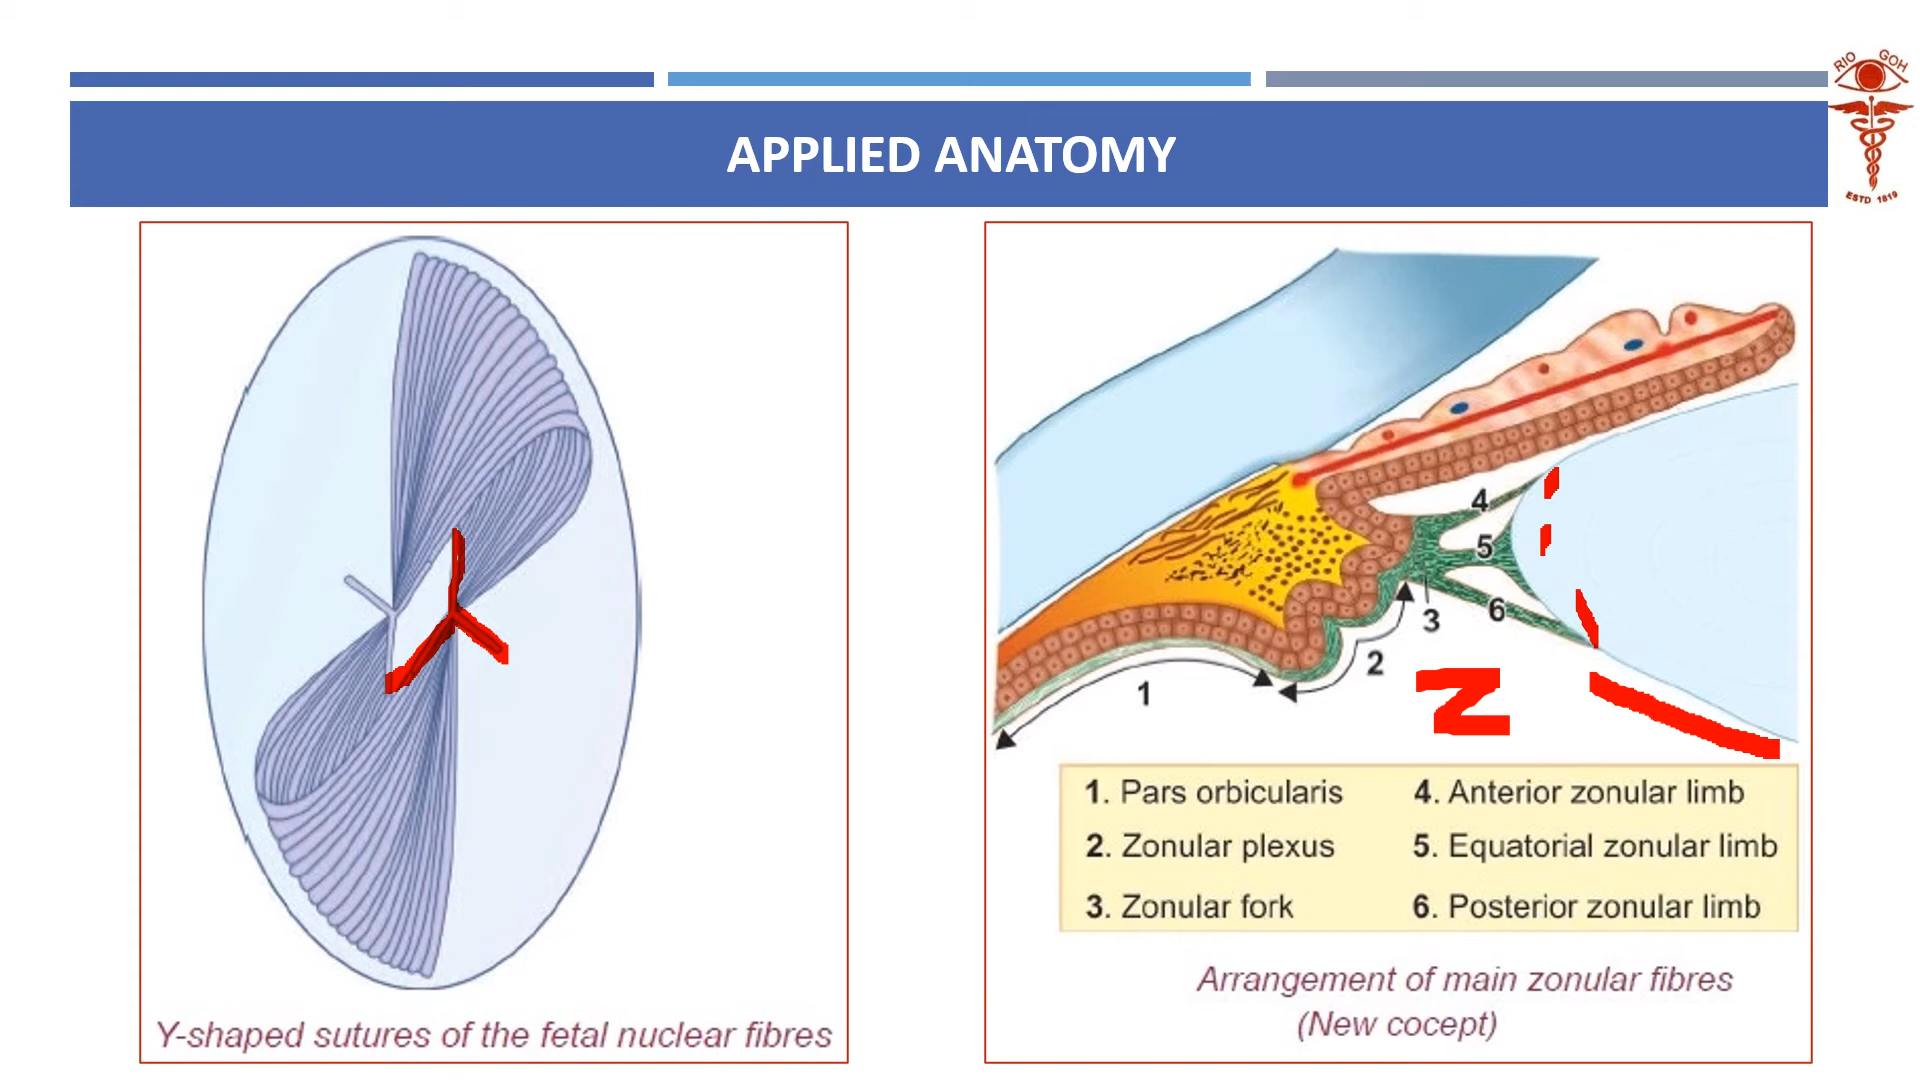 RIO GOH
ESTD 1819
APPLIED ANATOMY
Y-shaped sutures of the fetal nuclear fibres
4
5
6
3
2
1
N
1. Pars orbicularis
2. Zonular plexus
3. Zonular fork
4. Anterior zonular limb
5. Equatorial zonular limb
6. Posterior zonular limb
Arrangement of main zonular fibres
(New cocept)